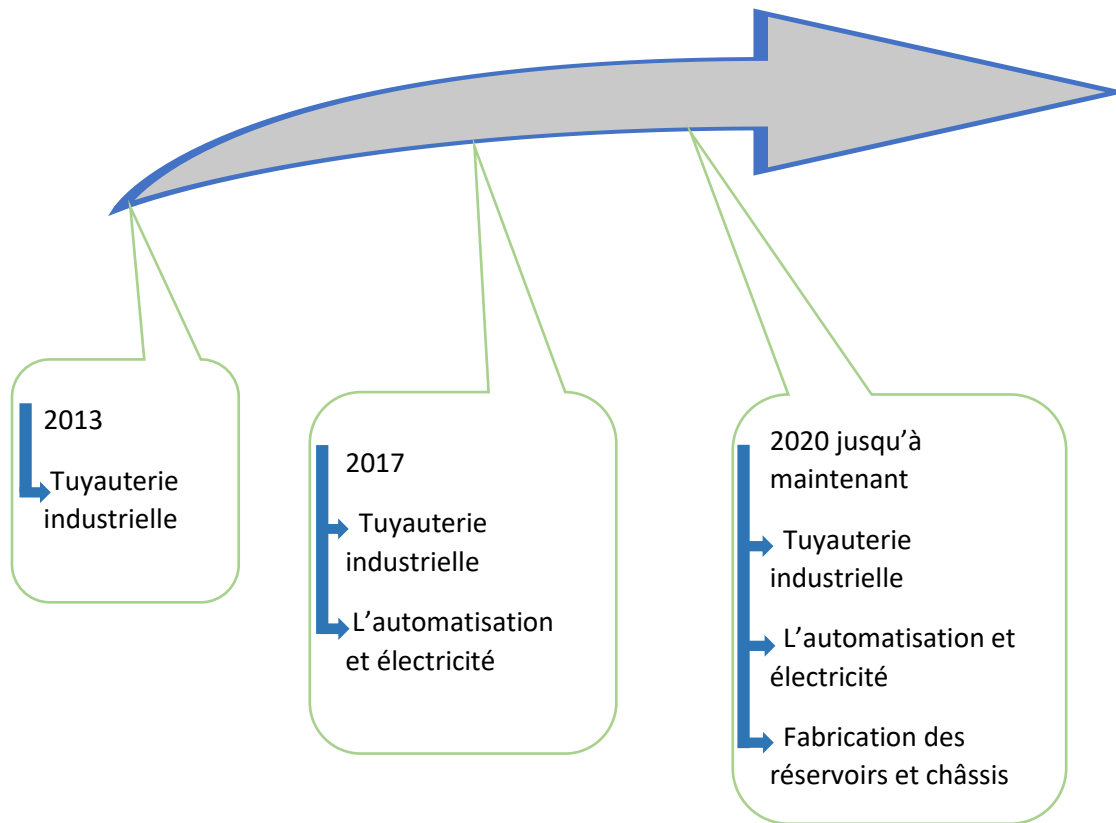 2013
Tuyauterie
industrielle
2017
Tuyauterie
industrielle
L’automatisation
et électricité
2020 jusqu’à
maintenant
Tuyauterie
industrielle
L’automatisation et
électricité
Fabrication des
réservoirs et châssis